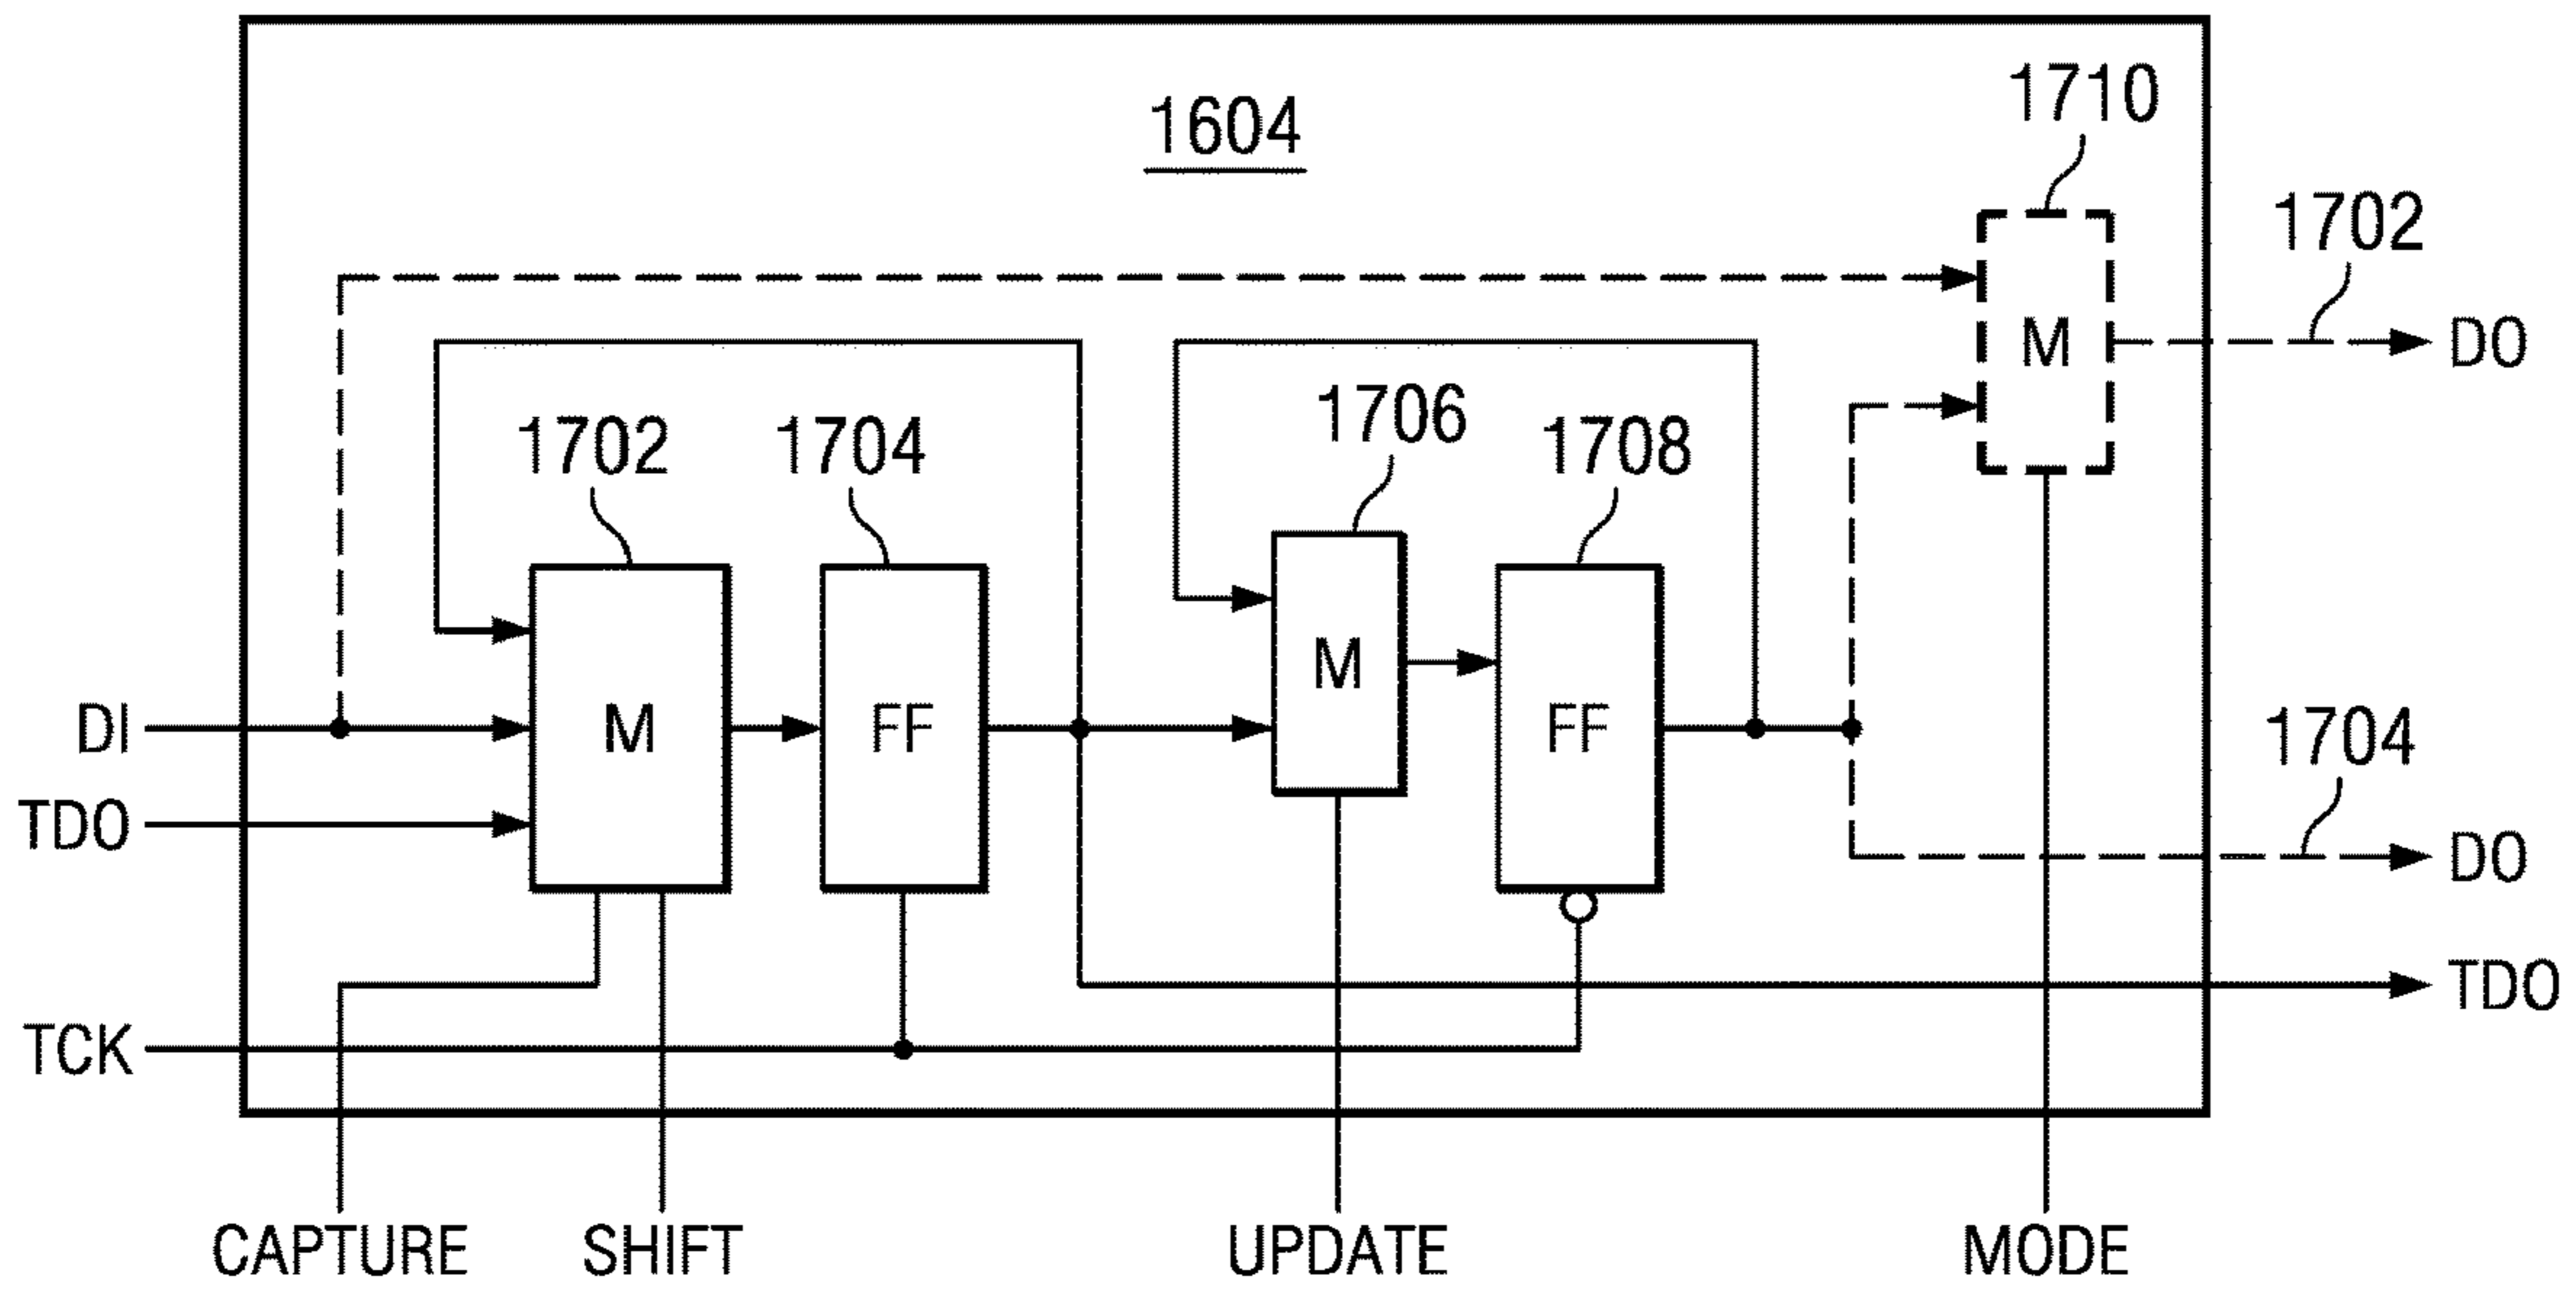 1710
1604
1702
DO
1706
1702
1704
1708
M
M
DI
M
FF
FF
1704
TDO
DO
TDO
TCK
CAPTURE
SHIFT
UPDATE
MODE